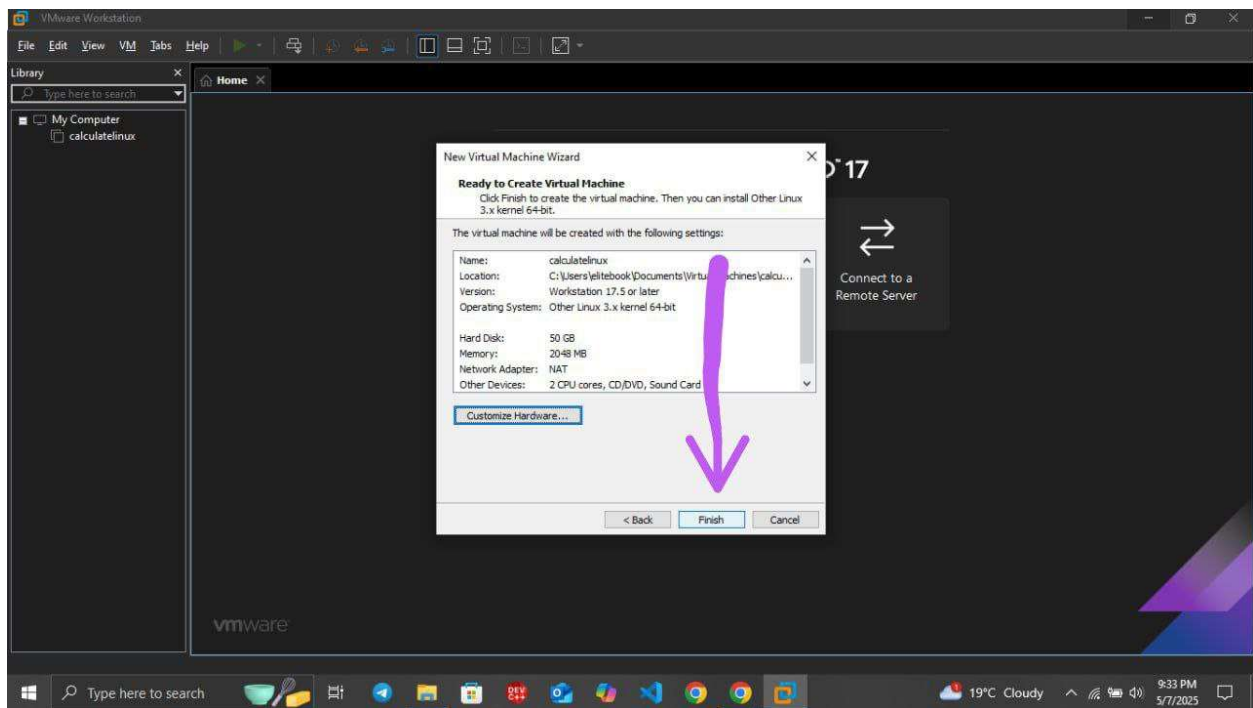 VMware Workstation
File Edit View VM Tabs Help
Library
Type here to search
Home
My Computer
calculatelinux
17
Connect to a
Remote Server
New Virtual Machine Wizard
Ready to Create Virtual Machine
Click Finish to create the virtual machine. Then you can install Other Linux
3.x kernel 64-bit.
The virtual machine will be created with the following settings:
Name: calculatelinux
Location: C:\Users\elitebook\Documents\Virtu chines\calcu...
Version: Workstation 17.5 or later
Operating System: Other Linux 3.x kernel 64-bit
Hard Disk: 50 GB
Memory: 2048 MB
Network Adapter: NAT
Other Devices: 2 CPU cores, CD/DVD, Sound Card
Customize Hardware...
< Back Finish Cancel
vmware
Type here to search
19°C Cloudy
9:33 PM
5/7/2025